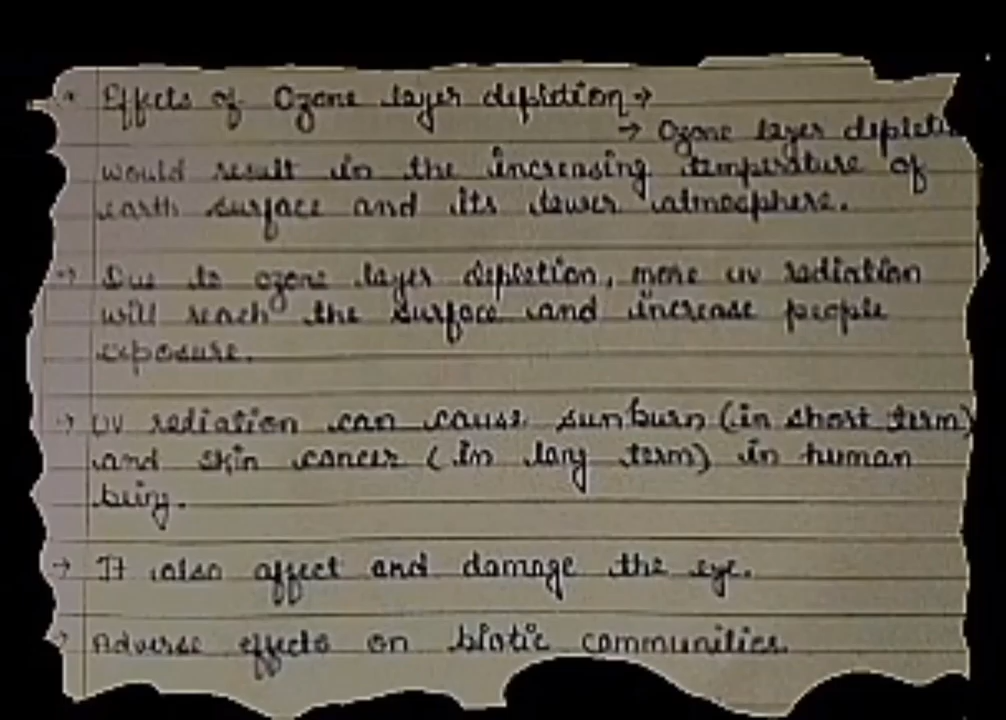 Effects of Ozone layer depletion →
→ Ozone layer depleti
would result in the increasing temperature of
earth surface and its lower atmosphere.
→ Due to ozone layer depletion, more uv radiation
will reach the surface and increase people
exposure.
→ UV radiation can cause sunburn (in short term)
and skin cancer (in long term) in human
being.
→ It also affect and damage the eye.
→ Adverse effects on biotic communities.